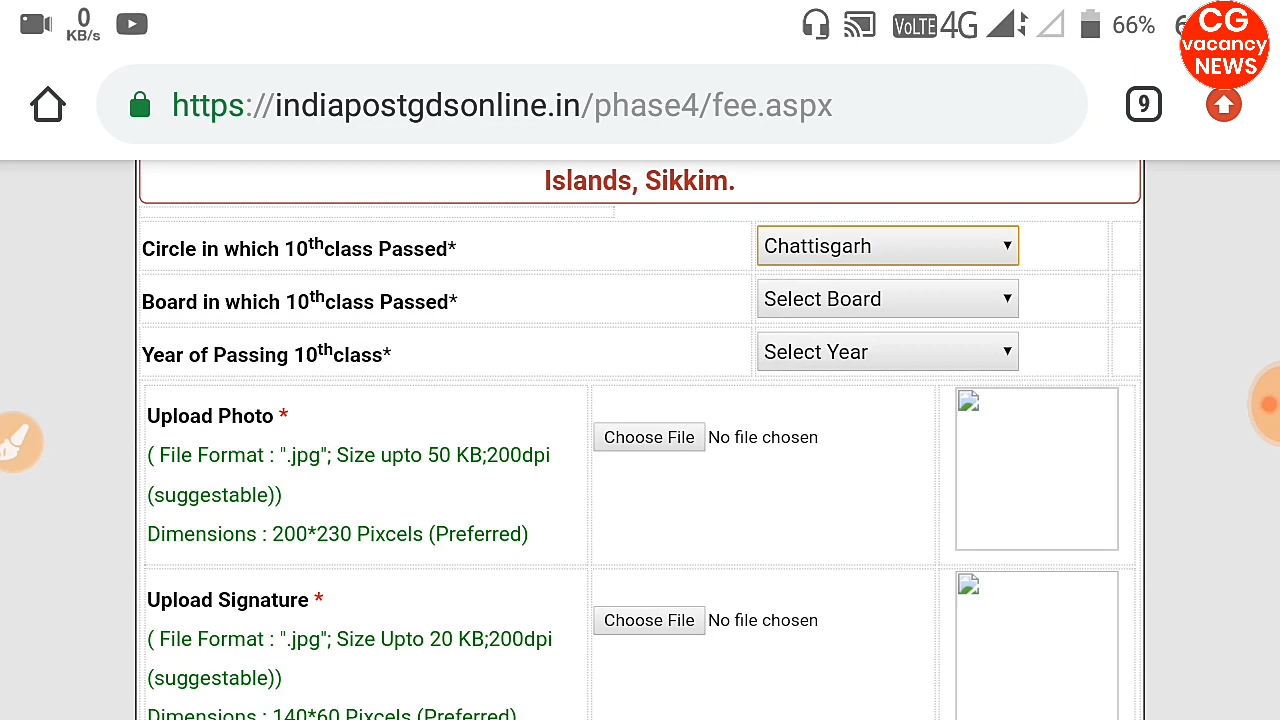 0
KB/s
VoLTE 4G 66% 6
CG
vacancy
NEWS
https://indiapostgdsonline.in/phase4/fee.aspx
9
Islands, Sikkim.
Circle in which 10thclass Passed* Chattisgarh
Board in which 10thclass Passed* Select Board
Year of Passing 10thclass* Select Year
Upload Photo *
( File Format : ".jpg"; Size upto 50 KB;200dpi
(suggestable))
Dimensions : 200*230 Pixcels (Preferred)
Choose File No file chosen
Upload Signature *
( File Format : ".jpg"; Size Upto 20 KB;200dpi
(suggestable))
Dimensions : 140*60 Pixcels (Preferred)
Choose File No file chosen